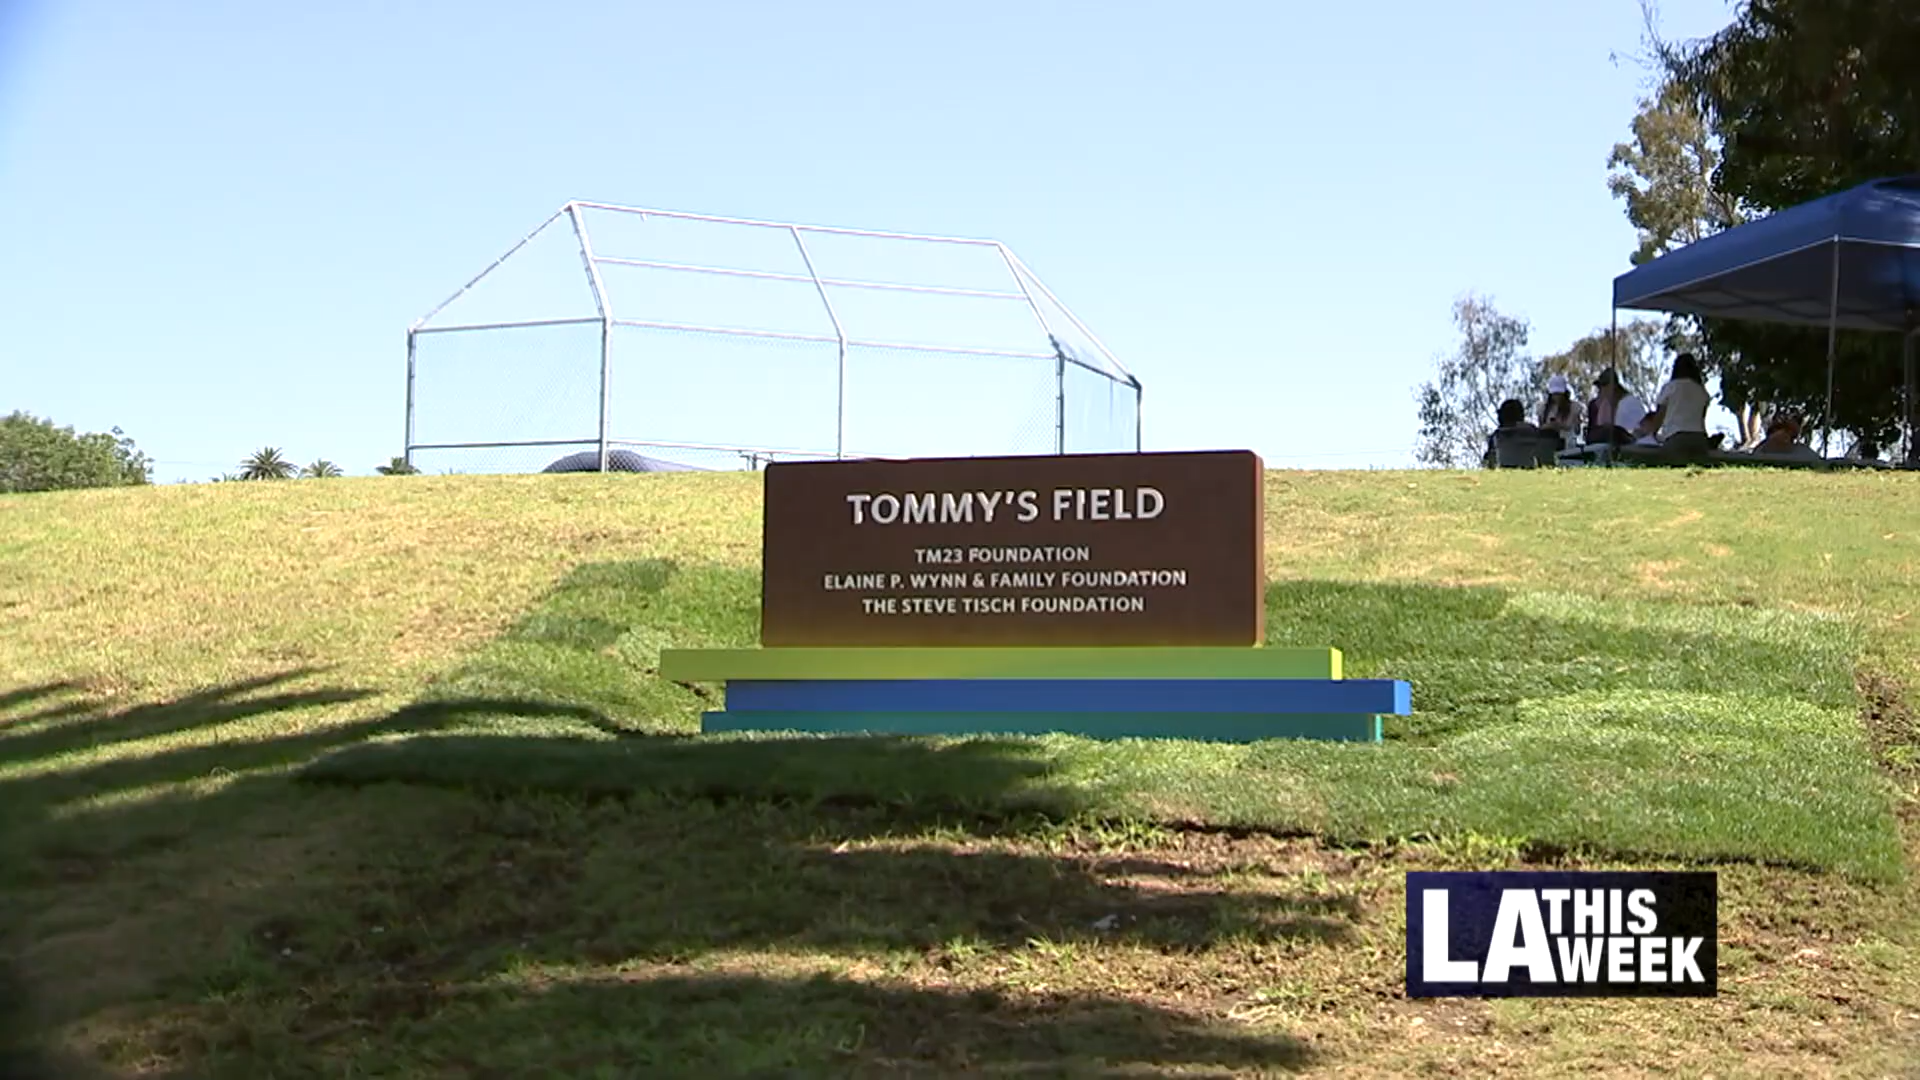 TOMMY'S FIELD
TM23 FOUNDATION
ELAINE P. WYNN & FAMILY FOUNDATION
THE STEVE TISCH FOUNDATION
LA THIS WEEK